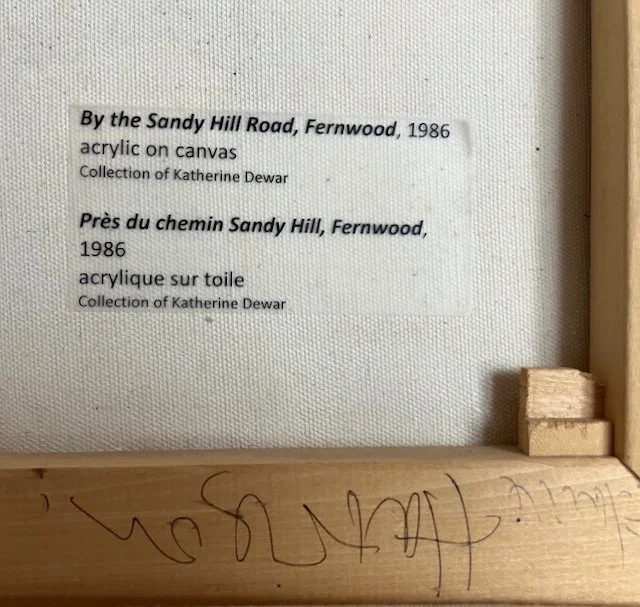 By the Sandy Hill Road, Fernwood, 1986
acrylic on canvas
Collection of Katherine Dewar
Près du chemin Sandy Hill, Fernwood,
1986
acrylique sur toile
Collection of Katherine Dewar